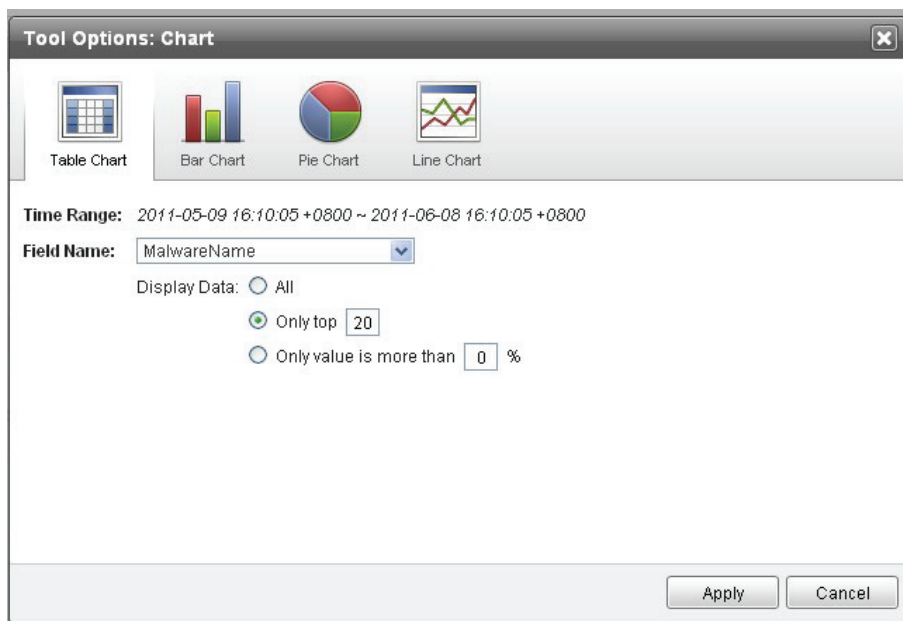 Tool Options: Chart
Table Chart
Bar Chart
Pie Chart
Line Chart
Time Range: 2011-05-09 16:10:05 +0800 ~ 2011-06-08 16:10:05 +0800
Field Name: MalwareName
Display Data: All
Only top 20
Only value is more than 0 %
Apply
Cancel